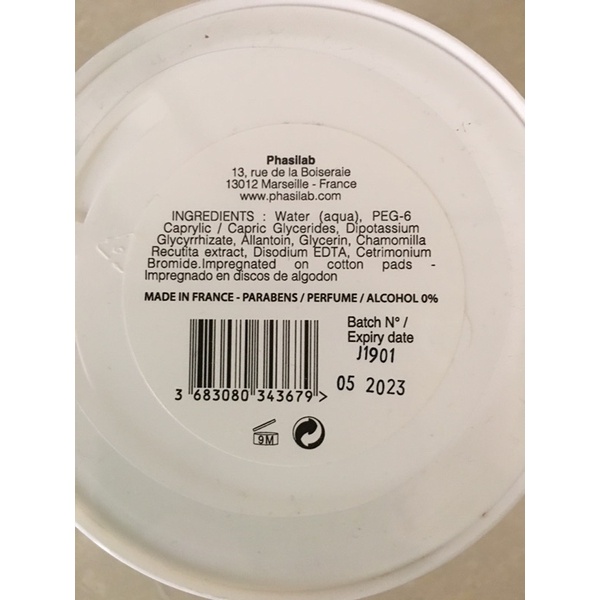 Phasilab
13, rue de la Boiseraie
13012 Marseille - France
www.phasilab.com
INGREDIENTS : Water (aqua), PEG-6
Caprylic / Capric Glycerides, Dipotassium
Glycyrrhizate, Allantoin, Glycerin, Chamomilla
Recutita extract, Disodium EDTA, Cetrimonium
Bromide.Impregnated on cotton pads -
Impregnado en discos de algodon
MADE IN FRANCE - PARABENS / PERFUME / ALCOHOL 0%
Batch N° /
Expiry date
J1901
05 2023
3 683080 343679 >
9M